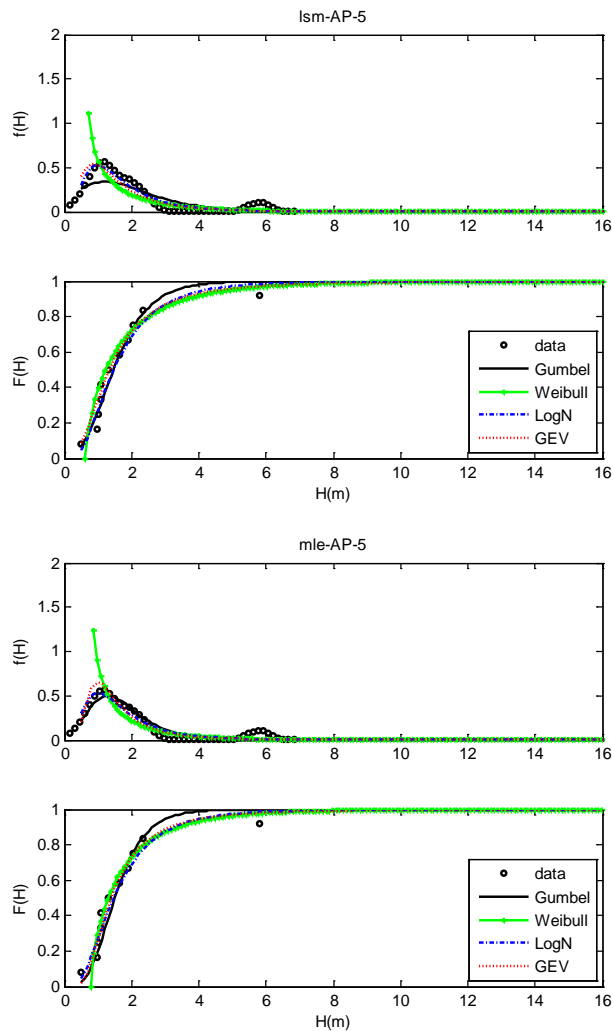 lsm-AP-5
2
1.5
1
0.5
0
f(H)
0 2 4 6 8 10 12 14 16
1
0.8
0.6
0.4
0.2
0
F(H)
data
Gumbel
Weibull
LogN
GEV
0 2 4 6 8 10 12 14 16
H(m)
mle-AP-5
2
1.5
1
0.5
0
f(H)
0 2 4 6 8 10 12 14 16
1
0.8
0.6
0.4
0.2
0
F(H)
data
Gumbel
Weibull
LogN
GEV
0 2 4 6 8 10 12 14 16
H(m)